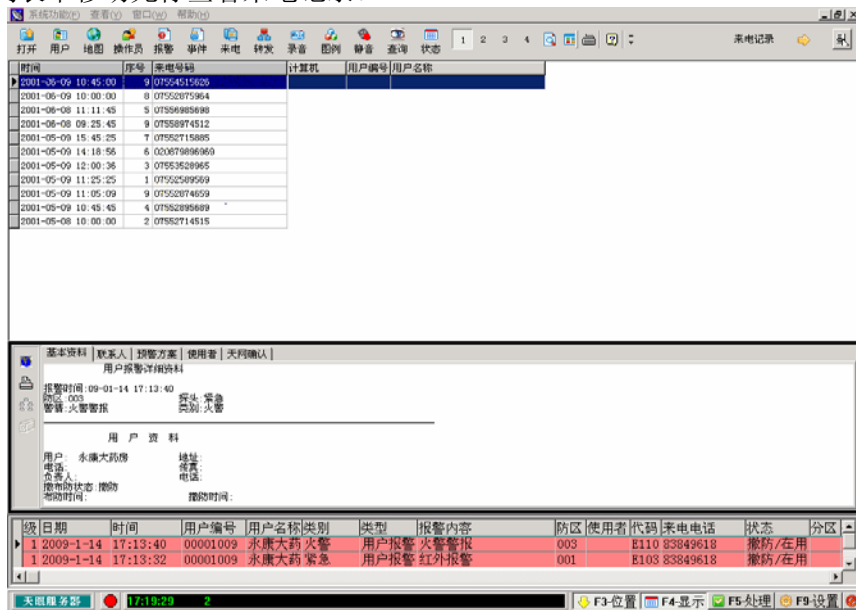 系统功能(P) 查看(V) 窗口(W) 帮助(H)
打开 用户 地图 操作员 报警 事件 来电 转发 录音 图例 静音 查询 状态 1 2 3 4 来电记录
时间 序号 来电号码 计算机 用户编号 用户名称
2001-06-09 10:45:00 9 07554515626
2001-06-09 10:00:00 8 07552875964
2001-06-08 11:11:45 5 07556985698
2001-06-08 09:25:45 9 07558974512
2001-05-09 15:45:25 7 07552715885
2001-05-09 14:18:56 6 020879896969
2001-05-09 12:00:36 3 07553528965
2001-05-09 11:25:25 1 07552589569
2001-05-09 11:05:09 9 07552874659
2001-05-09 10:45:45 4 07552895689
2001-05-08 10:00:00 2 07552714515
基本资料 联系人 预警方案 使用者 天网确认
用户报警详细资料
报警时间:09-01-14 17:13:40
防区:003 探头:紧急
警情:火警警报 类别:火警
用 户 资 料
用户: 永康大药房 地址:
电话: 传真:
负责人: 电话:
撤布防状态:撤防
布防时间: 撤防时间:
级 日期 时间 用户编号 用户名称 类别 类型 报警内容 防区 使用者 代码 来电电话 状态 分区
1 2009-1-14 17:13:40 00001009 永康大药 火警 用户报警 火警警报 003 E110 83849618 撤防/在用
1 2009-1-14 17:13:32 00001009 永康大药 紧急 用户报警 红外报警 001 E103 83849618 撤防/在用
17:19:29 2 F3-位置 F4-显示 F5-处理 F9-设置